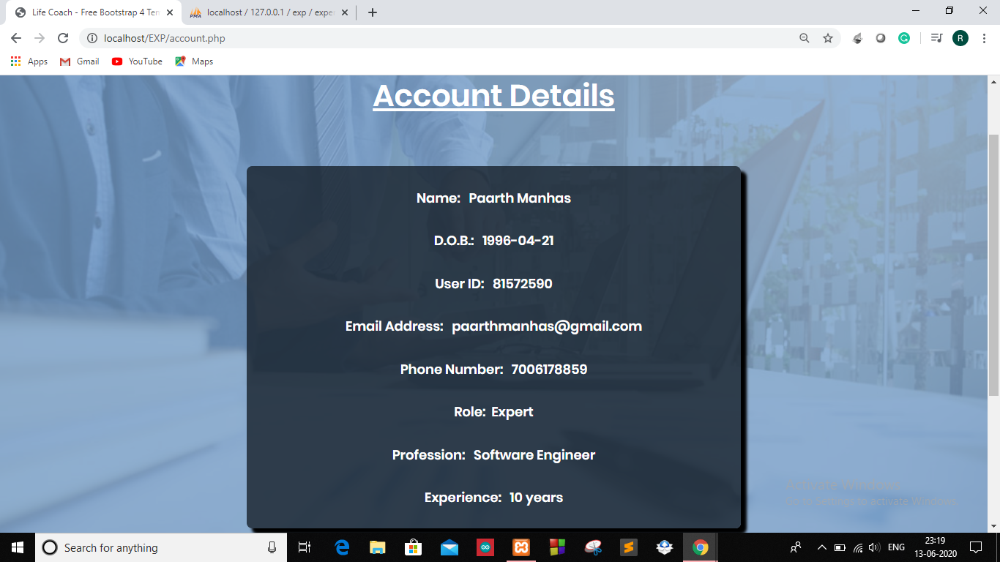 Life Coach - Free Bootstrap 4 Ten
localhost / 127.0.0.1 / exp / exper
localhost/EXP/account.php
R
Apps
Gmail
YouTube
Maps
Account Details
Name: Paarth Manhas
D.O.B.: 1996-04-21
User ID: 81572590
Email Address: paarthmanhas@gmail.com
Phone Number: 7006178859
Role: Expert
Profession: Software Engineer
Experience: 10 years
Activate Windows
Go to Settings to activate Windows.
Search for anything
ENG
23:19
13-06-2020